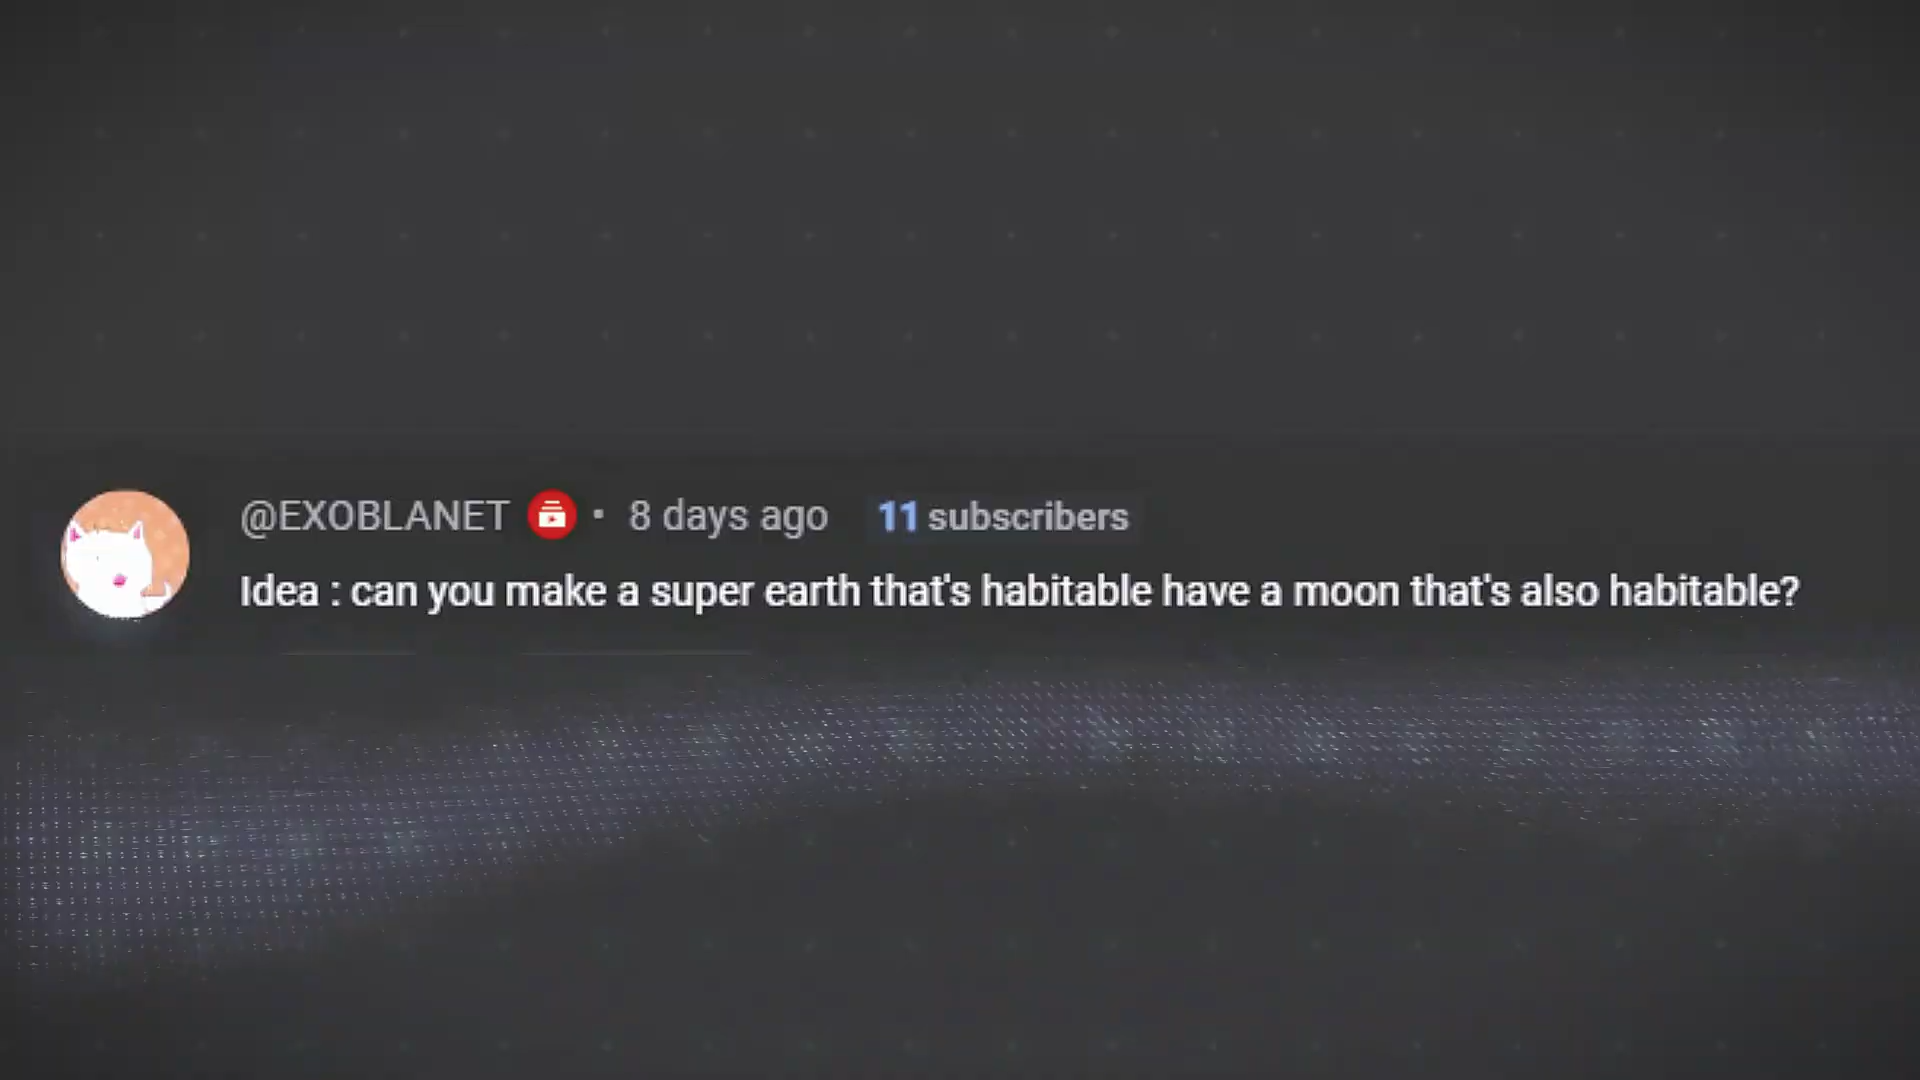 @EXOBLANET • 8 days ago 11 subscribers
Idea : can you make a super earth that's habitable have a moon that's also habitable?